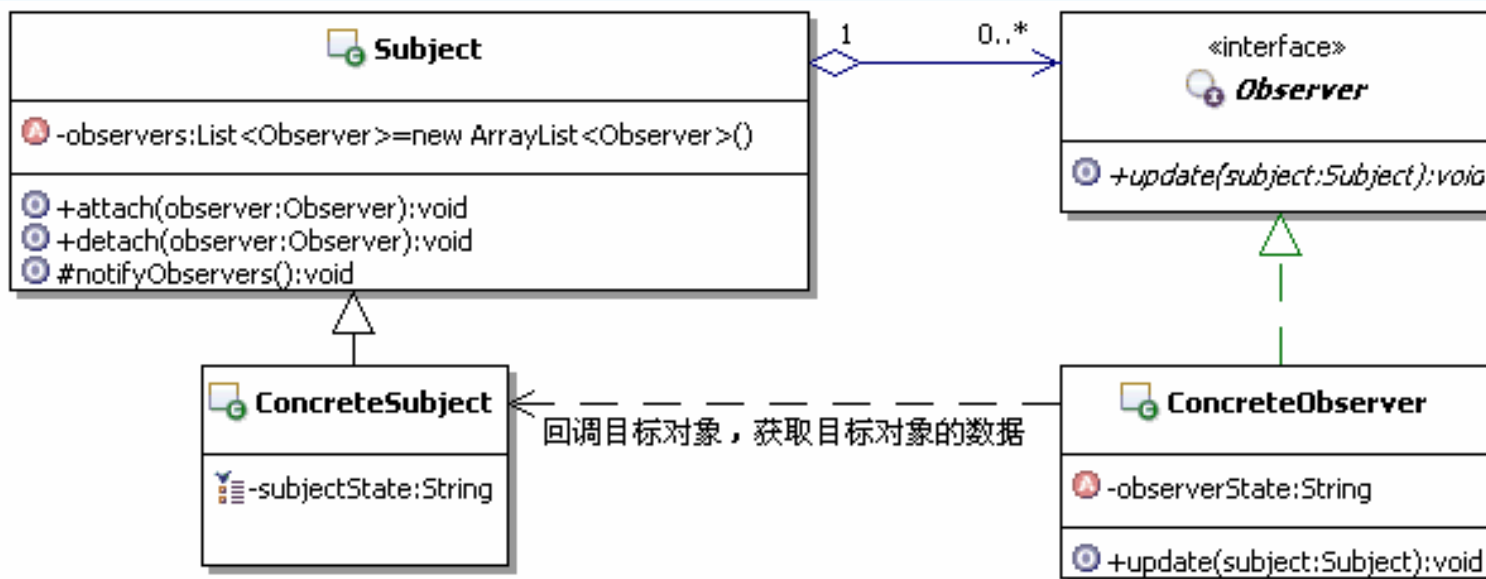 Subject
-observers:List<Observer>=new ArrayList<Observer>()
+attach(observer:Observer):void
+detach(observer:Observer):void
#notifyObservers():void
1
0..*
«interface»
Observer
+update(subject:Subject):void
ConcreteSubject
-subjectState:String
回调目标对象，获取目标对象的数据
ConcreteObserver
-observerState:String
+update(subject:Subject):void